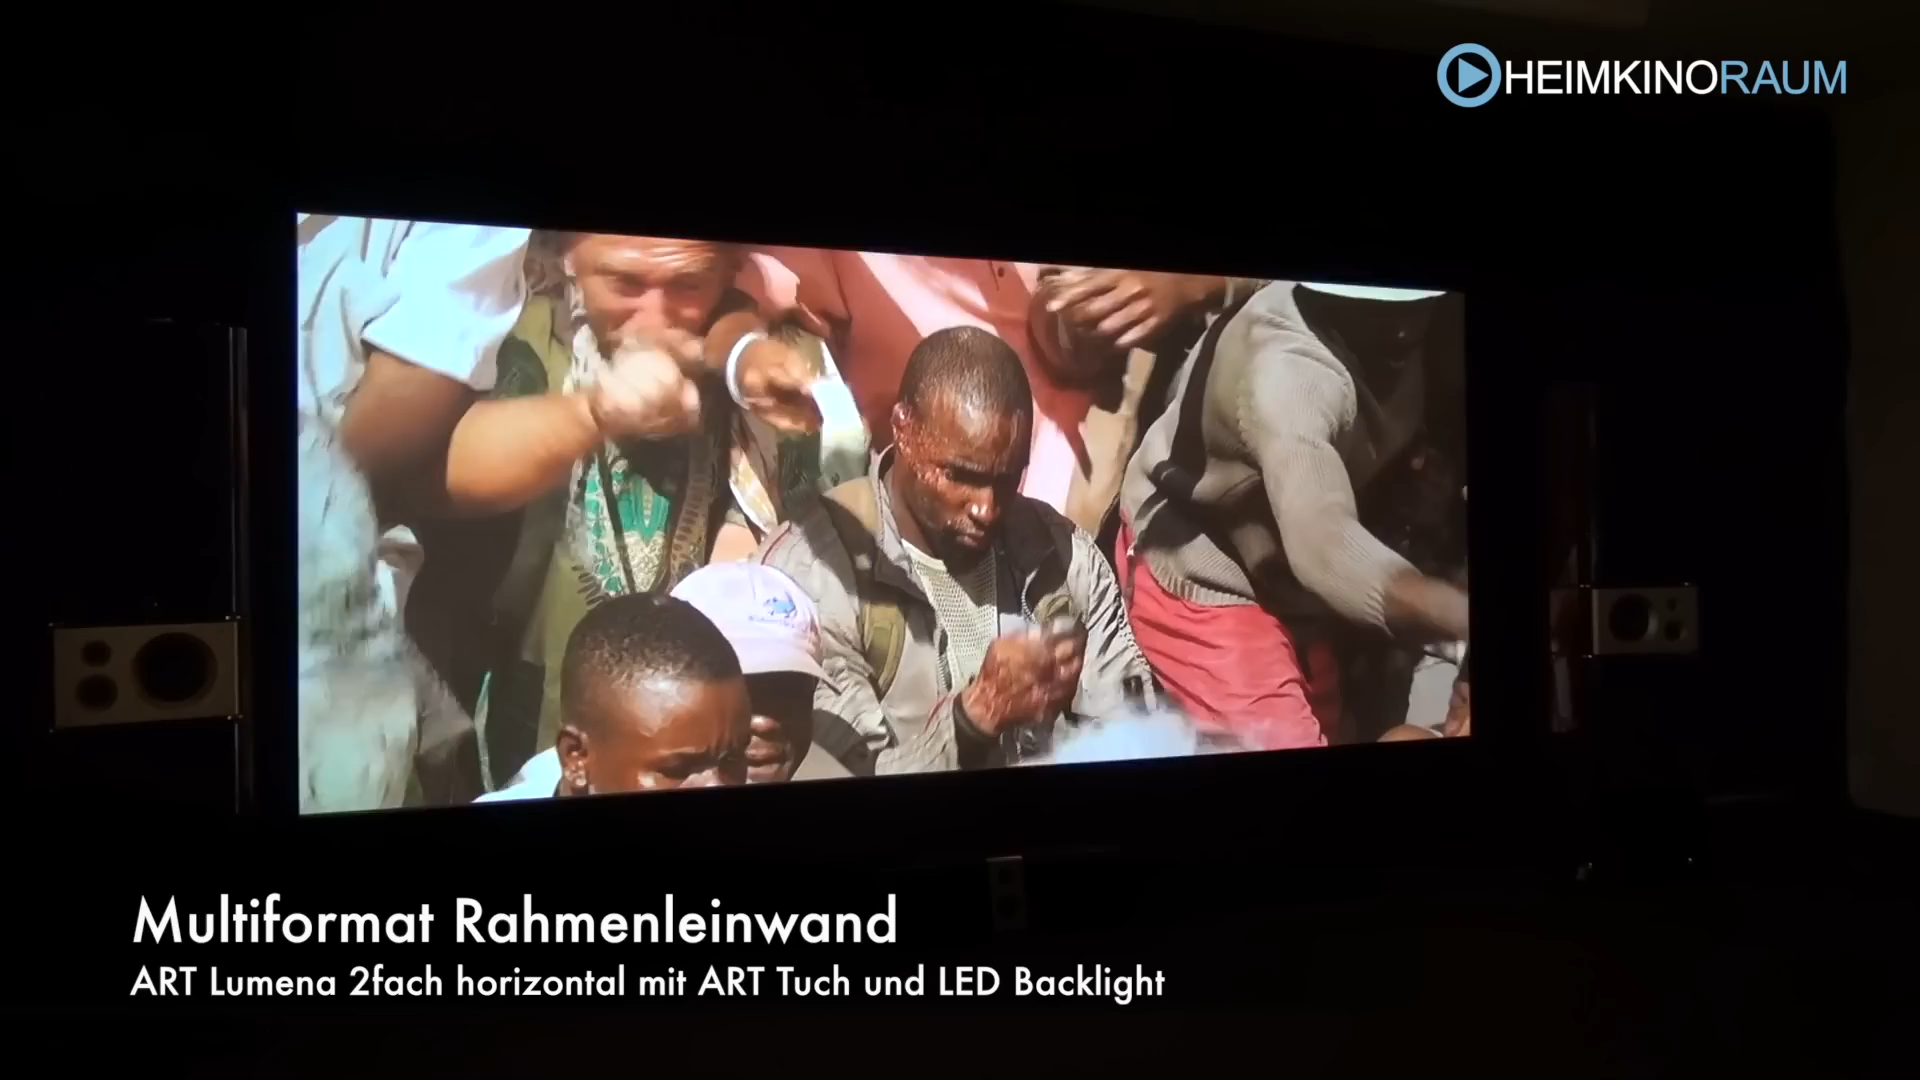 HEIMKINORAUM
Multiformat Rahmenleinwand
ART Lumena 2fach horizontal mit ART Tuch und LED Backlight